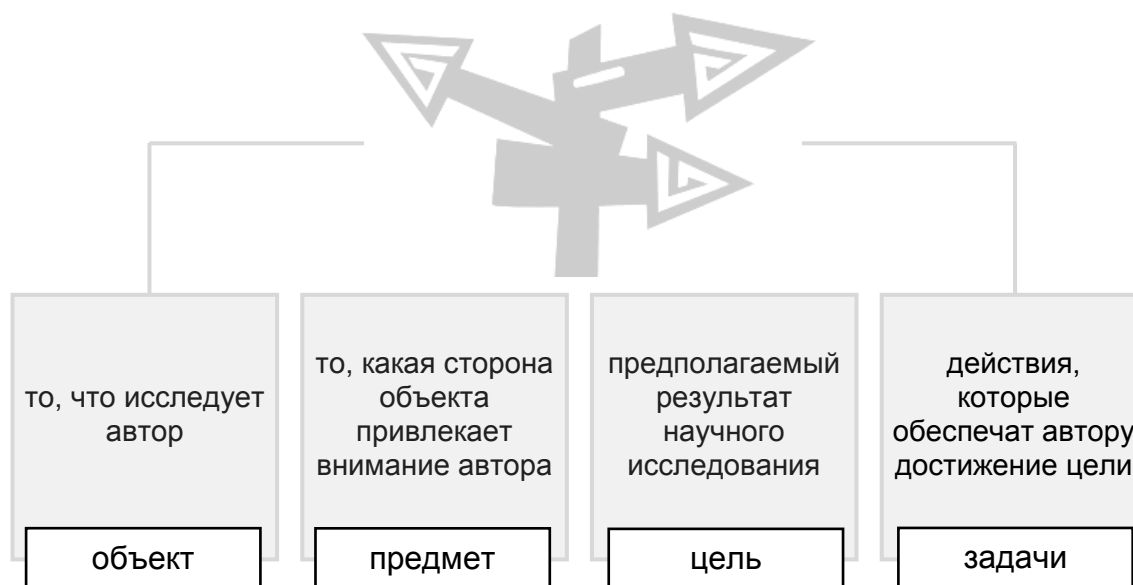 то, что исследует
автор
объект
то, какая сторона
объекта
привлекает
внимание автора
предмет
предполагаемый
результат
научного
исследования
цель
действия,
которые
обеспечат автору
достижение цели
задачи